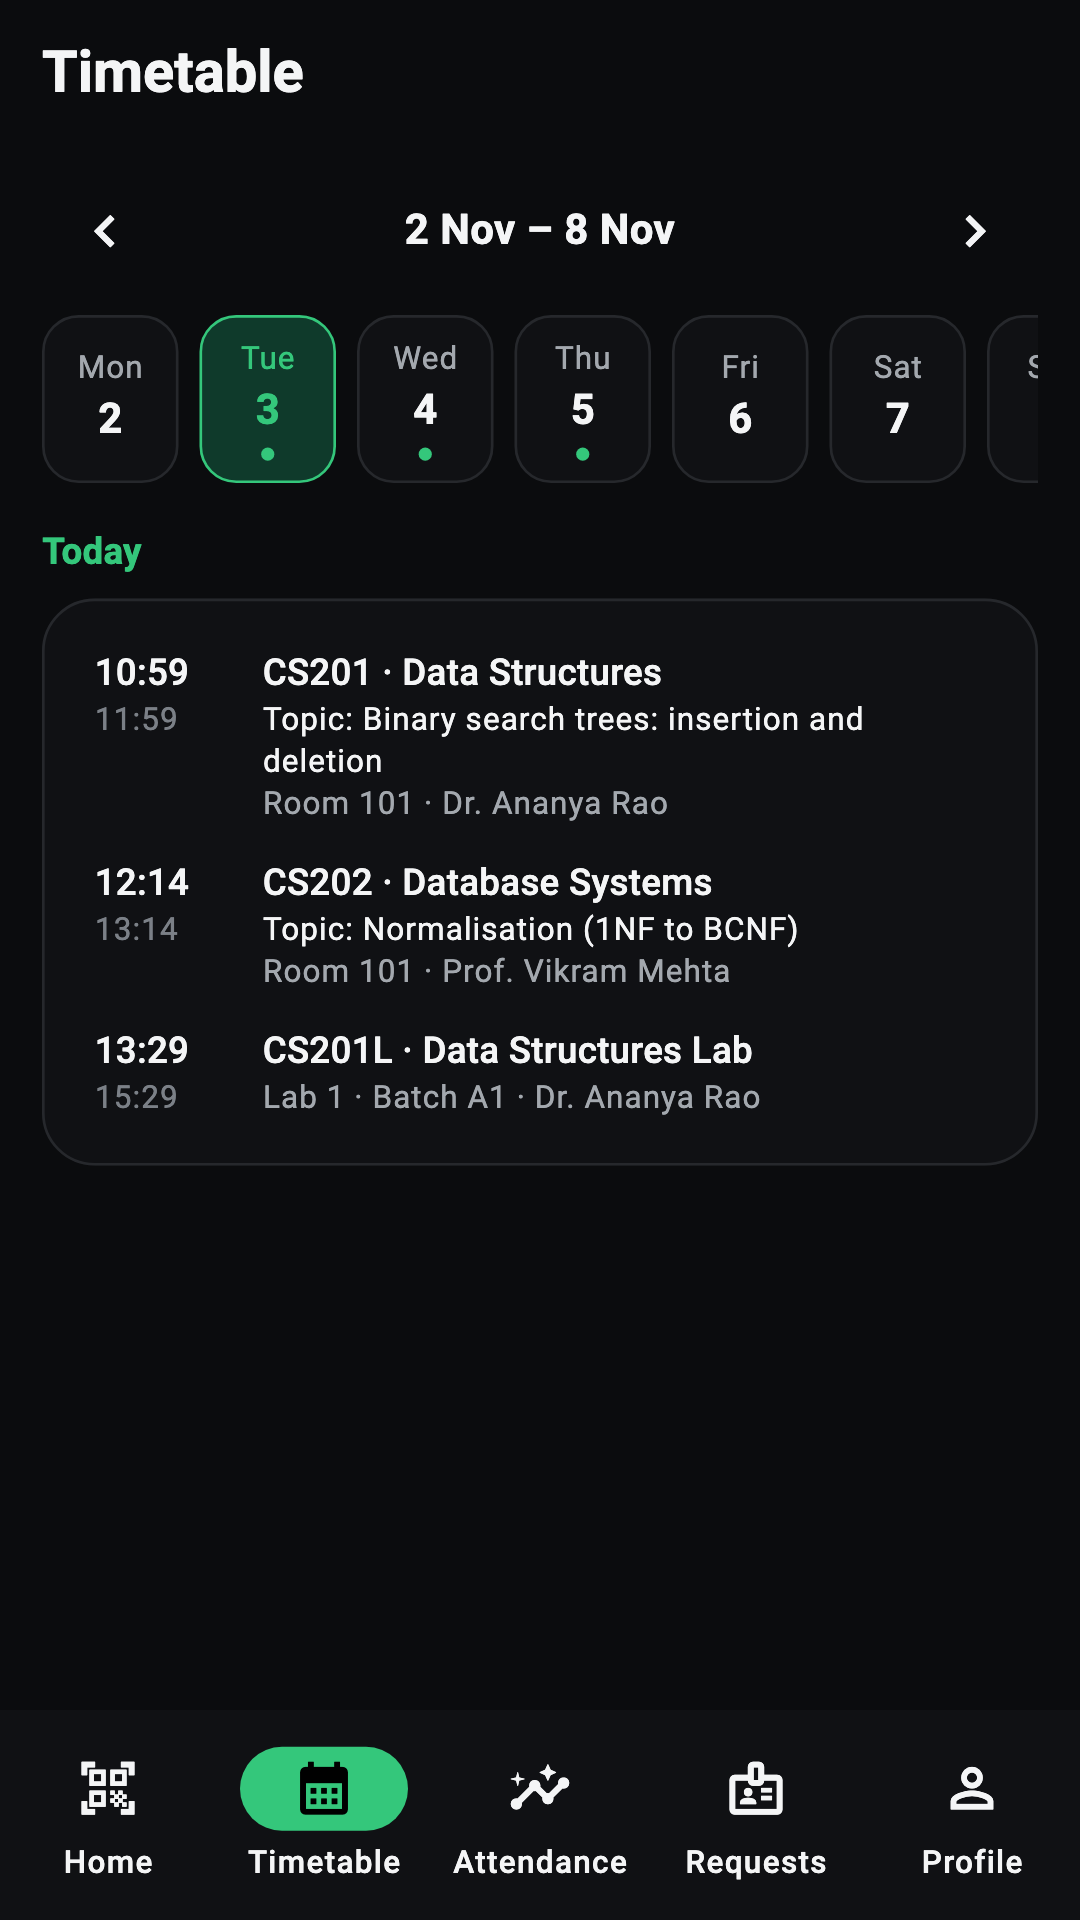 Timetable
2 Nov – 8 Nov
Mon
2
Tue
3
Wed
4
Thu
5
Fri
6
Sat
7
Today
10:59
11:59
CS201 · Data Structures
Topic: Binary search trees: insertion and
deletion
Room 101 · Dr. Ananya Rao
12:14
13:14
CS202 · Database Systems
Topic: Normalisation (1NF to BCNF)
Room 101 · Prof. Vikram Mehta
13:29
15:29
CS201L · Data Structures Lab
Lab 1 · Batch A1 · Dr. Ananya Rao
Home
Timetable
Attendance
Requests
Profile